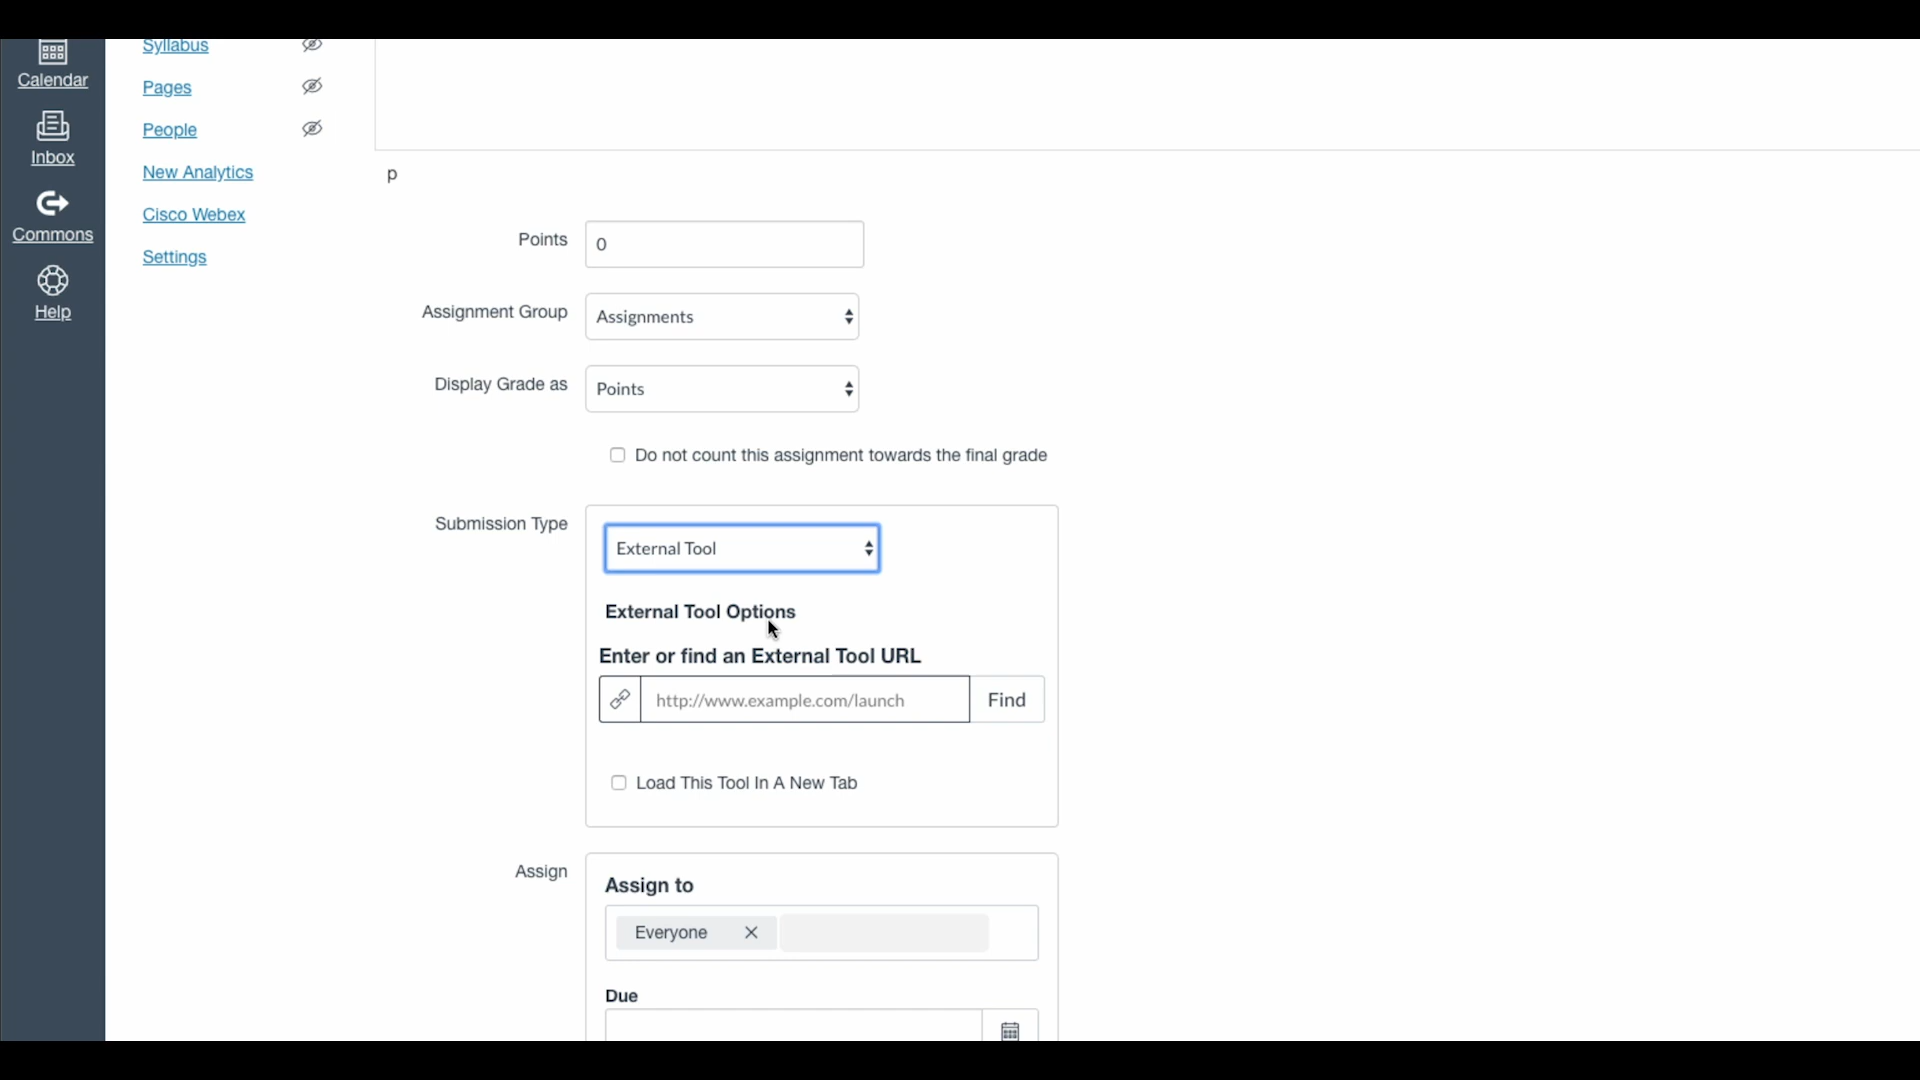 Calendar
Inbox
Commons
Help
Syllabus
Pages
People
New Analytics
Cisco Webex
Settings
p
Points
0
Assignment Group
Assignments
Display Grade as
Points
Do not count this assignment towards the final grade
Submission Type
External Tool
External Tool Options
Enter or find an External Tool URL
http://www.example.com/launch
Find
Load This Tool In A New Tab
Assign
Assign to
Everyone
Due